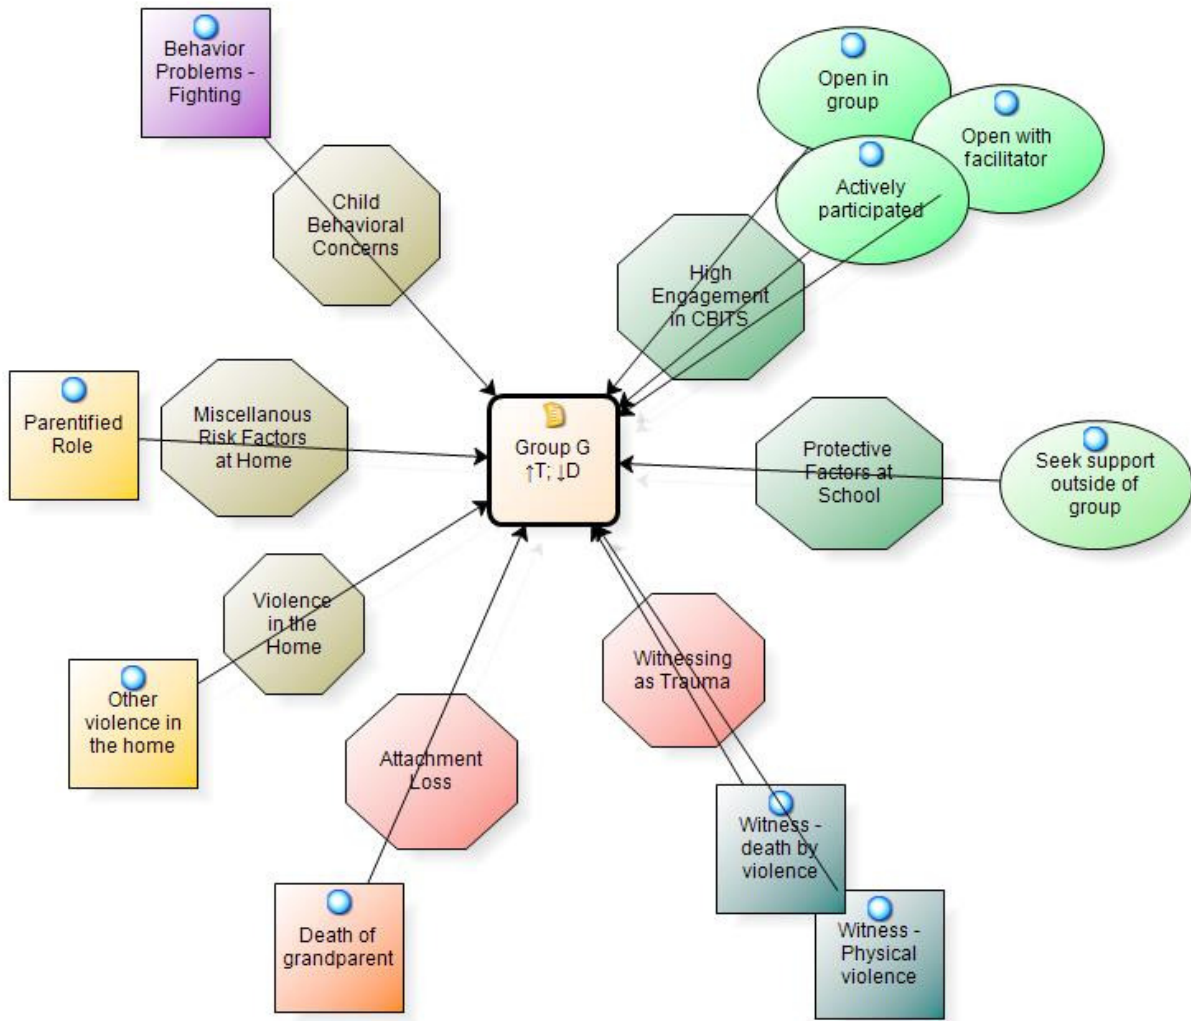 Behavior
Problems -
Fighting
Open in
group
Open with
facilitator
Actively
participated
Child
Behavioral
Concerns
High
Engagement
in CBITS
Parentified
Role
Miscellanous
Risk Factors
at Home
Group G
↑T; ↓D
Protective
Factors at
School
Seek support
outside of
group
Violence
in the
Home
Other
violence in
the home
Attachment
Loss
Witnessing
as Trauma
Death of
grandparent
Witness -
death by
violence
Witness -
Physical
violence